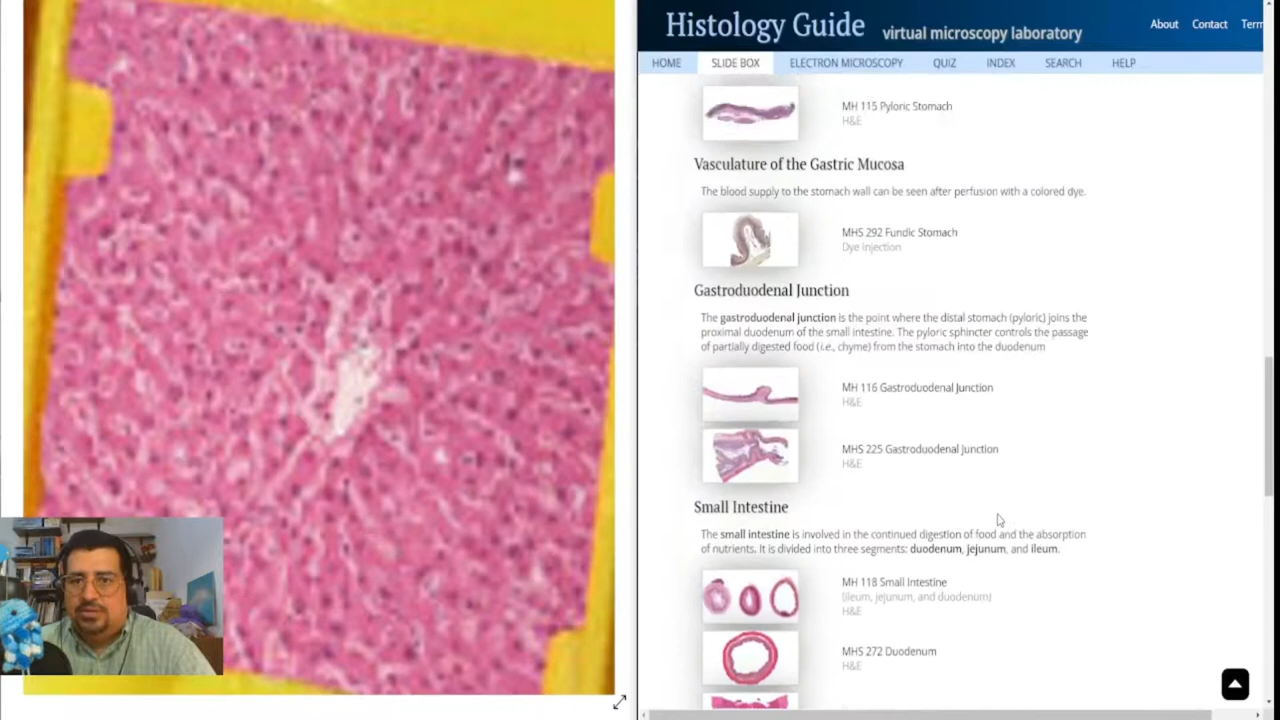 Histology Guide virtual microscopy laboratory
About Contact Term
HOME SLIDE BOX ELECTRON MICROSCOPY QUIZ INDEX SEARCH HELP
MH 115 Pyloric Stomach
H&E
Vasculature of the Gastric Mucosa
The blood supply to the stomach wall can be seen after perfusion with a colored dye.
MHS 292 Fundic Stomach
Dye Injection
Gastroduodenal Junction
The gastroduodenal junction is the point where the distal stomach (pyloric) joins the
proximal duodenum of the small intestine. The pyloric sphincter controls the passage
of partially digested food (i.e., chyme) from the stomach into the duodenum
MH 116 Gastroduodenal Junction
H&E
MHS 225 Gastroduodenal Junction
H&E
Small Intestine
The small intestine is involved in the continued digestion of food and the absorption
of nutrients. It is divided into three segments: duodenum, jejunum, and ileum.
MH 118 Small Intestine
(ileum, jejunum, and duodenum)
H&E
MHS 272 Duodenum
H&E